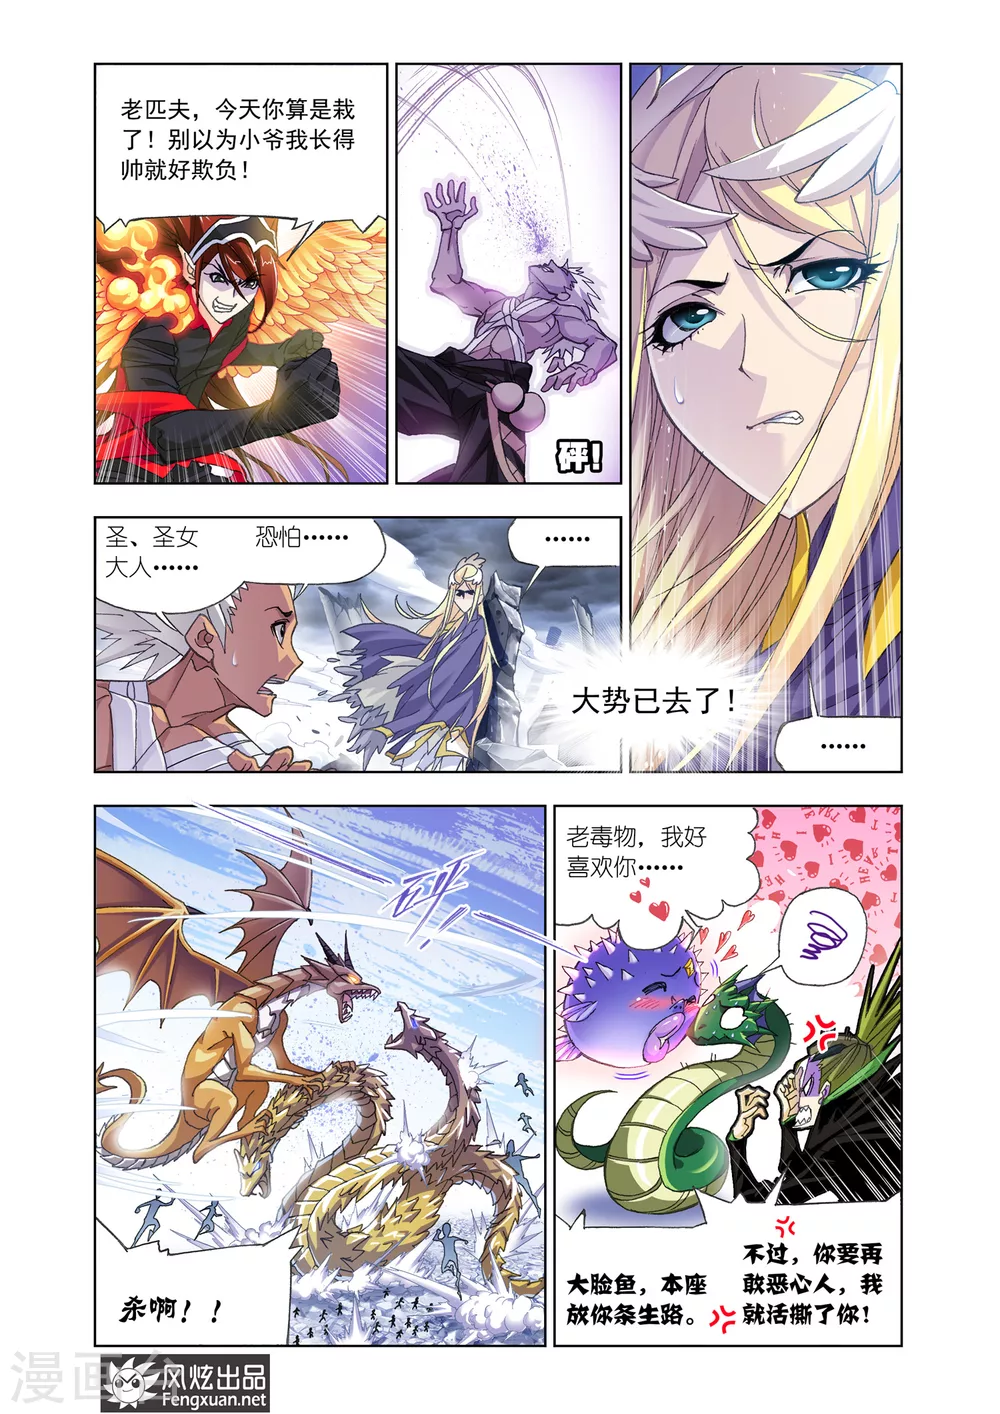 老匹夫，今天你算是栽
了！别以为小爷我长得
帅就好欺负！
砰！
圣、圣女
大人……
恐怕……
……
大势已去了！
……
砰！
杀啊！！
老毒物，我好
喜欢你……
大脸鱼，本座
放你条生路。
不过，你要再
敢恶心人，我
就活撕了你！
漫画台
风炫出品
Fengxuan.net